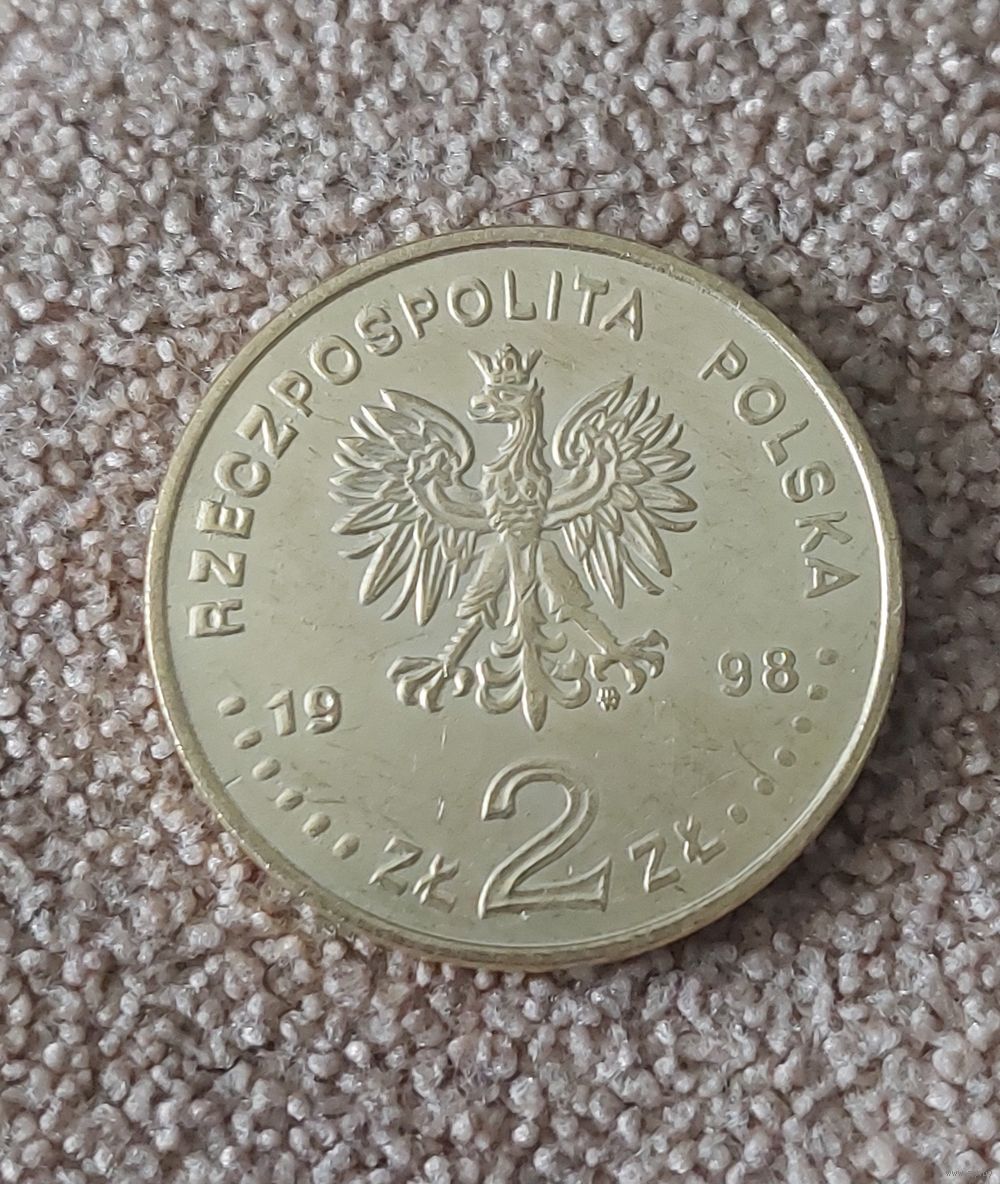 RZECZPOSPOLITA POLSKA
19 98
ZŁ 2 ZŁ